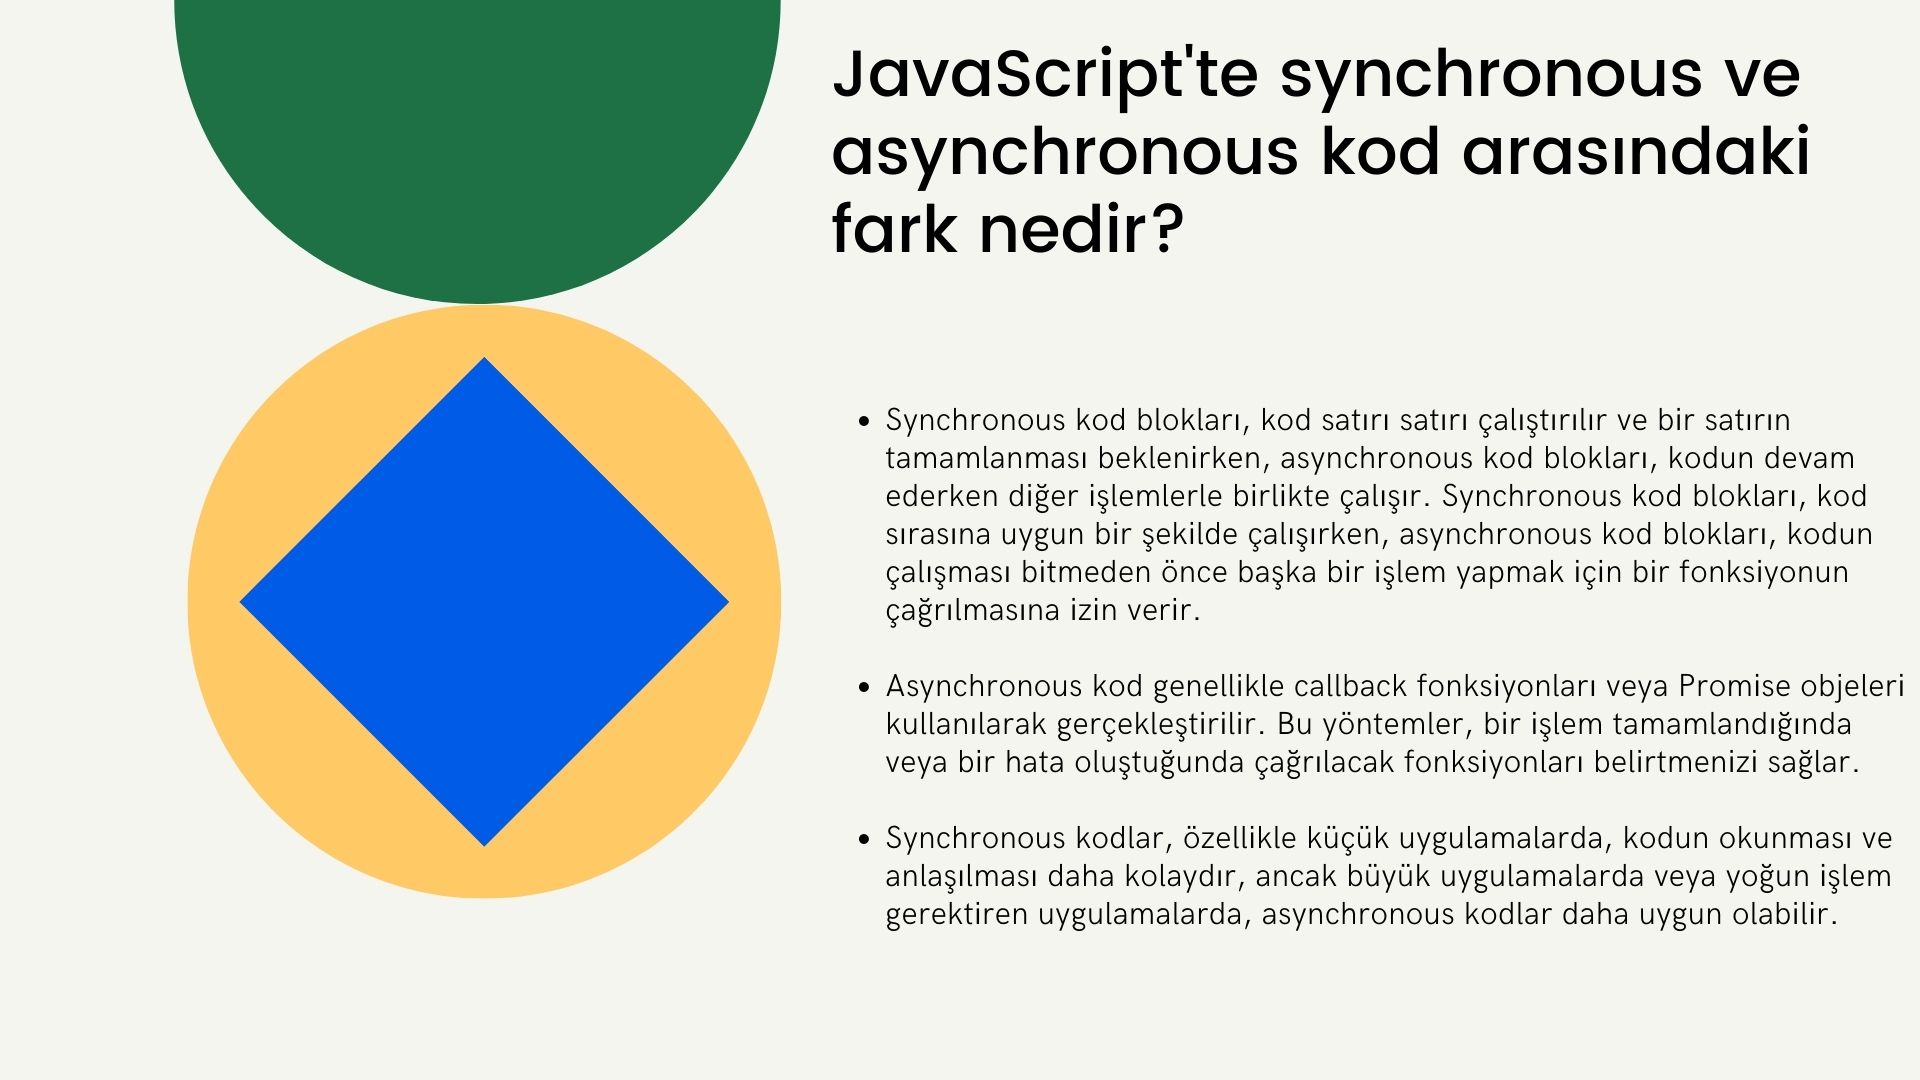 JavaScript'te synchronous ve
asynchronous kod arasındaki
fark nedir?
• Synchronous kod blokları, kod satırı satırı çalıştırılır ve bir satırın
tamamlanması beklenirken, asynchronous kod blokları, kodun devam
ederken diğer işlemlerle birlikte çalışır. Synchronous kod blokları, kod
sırasına uygun bir şekilde çalışırken, asynchronous kod blokları, kodun
çalışması bitmeden önce başka bir işlem yapmak için bir fonksiyonun
çağrılmasına izin verir.
• Asynchronous kod genellikle callback fonksiyonları veya Promise objeleri
kullanılarak gerçekleştirilir. Bu yöntemler, bir işlem tamamlandığında
veya bir hata oluştuğunda çağrılacak fonksiyonları belirtmenizi sağlar.
• Synchronous kodlar, özellikle küçük uygulamalarda, kodun okunması ve
anlaşılması daha kolaydır, ancak büyük uygulamalarda veya yoğun işlem
gerektiren uygulamalarda, asynchronous kodlar daha uygun olabilir.